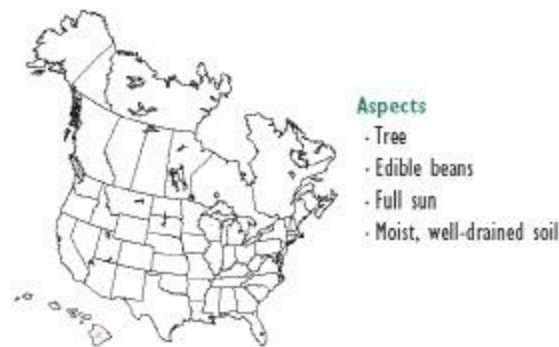 Aspects
· Tree
· Edible beans
· Full sun
· Moist, well-drained soil